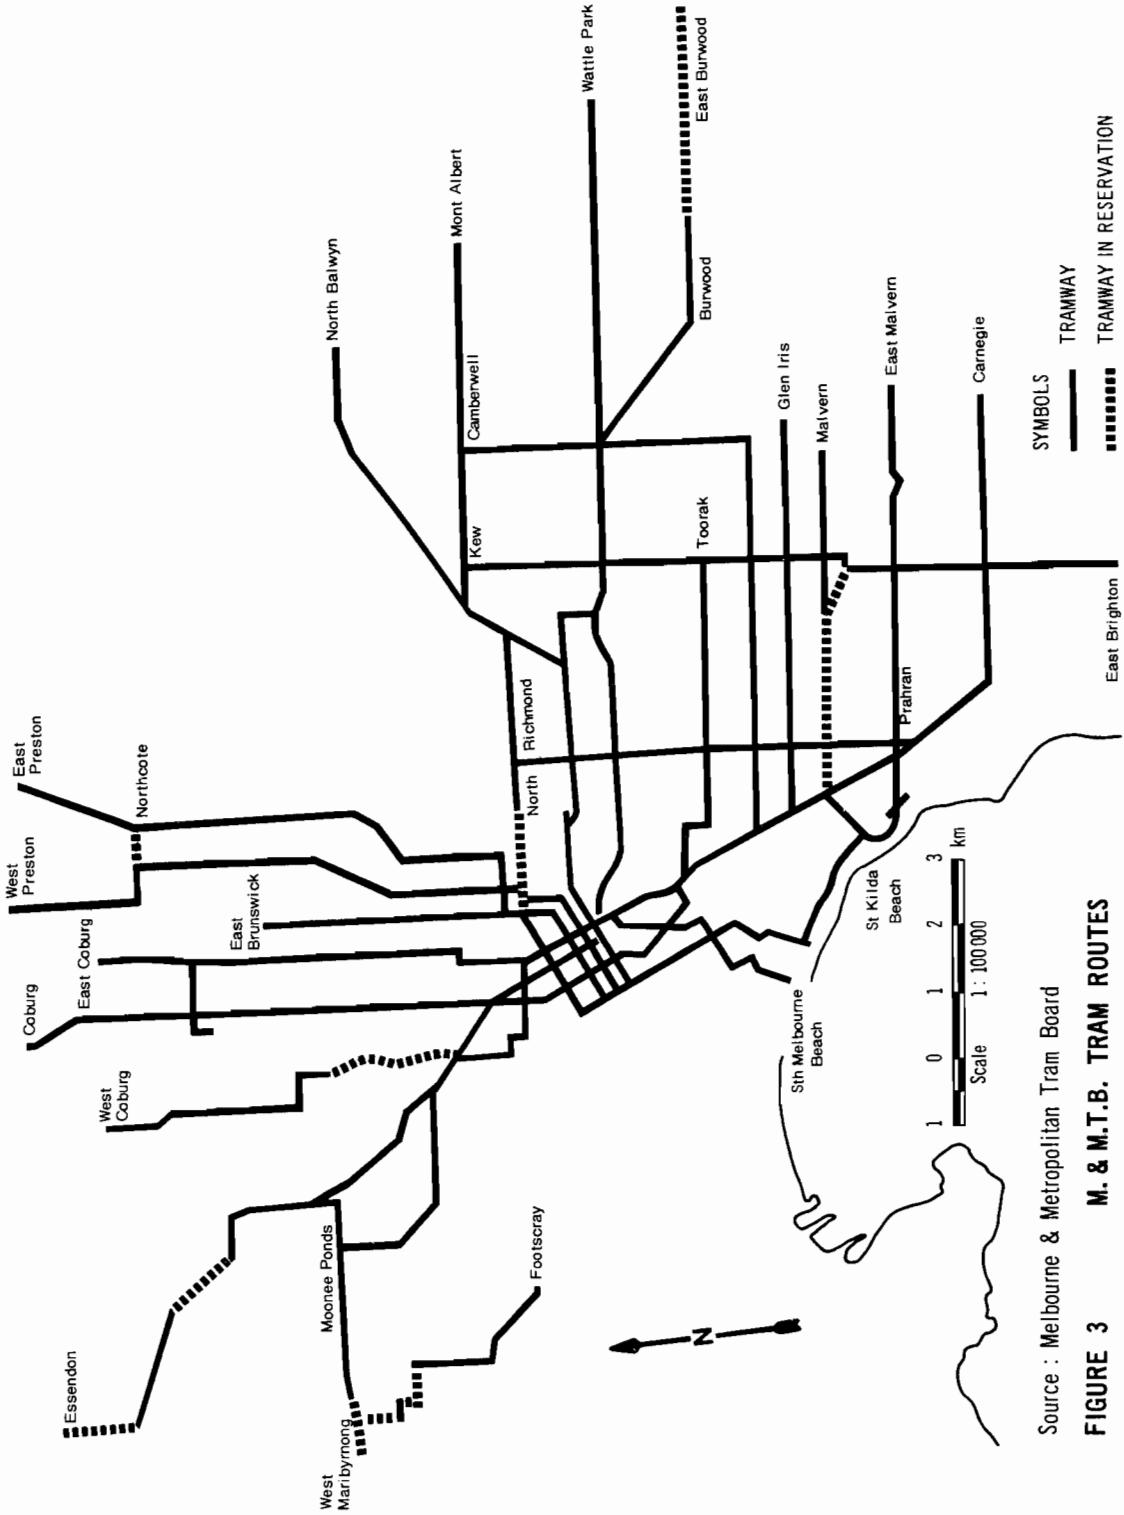 Essendon
West
Maribyrnong
Moonee Ponds
Footscray
West
Coburg
Coburg
East Coburg
East
Brunswick
West
Preston
East
Preston
Northcote
North Richmond
North Balwyn
Kew
Camberwell
Mont Albert
Wattle Park
East Burwood
Burwood
Toorak
Glen Iris
Malvern
East Malvern
Carnegie
Prahran
East Brighton
St Kilda
Beach
Sth Melbourne
Beach
N
1 0 1 2 3 km
Scale 1 : 100 000
SYMBOLS
TRAMWAY
TRAMWAY IN RESERVATION
Source : Melbourne & Metropolitan Tram Board
FIGURE 3 M. & M.T.B. TRAM ROUTES